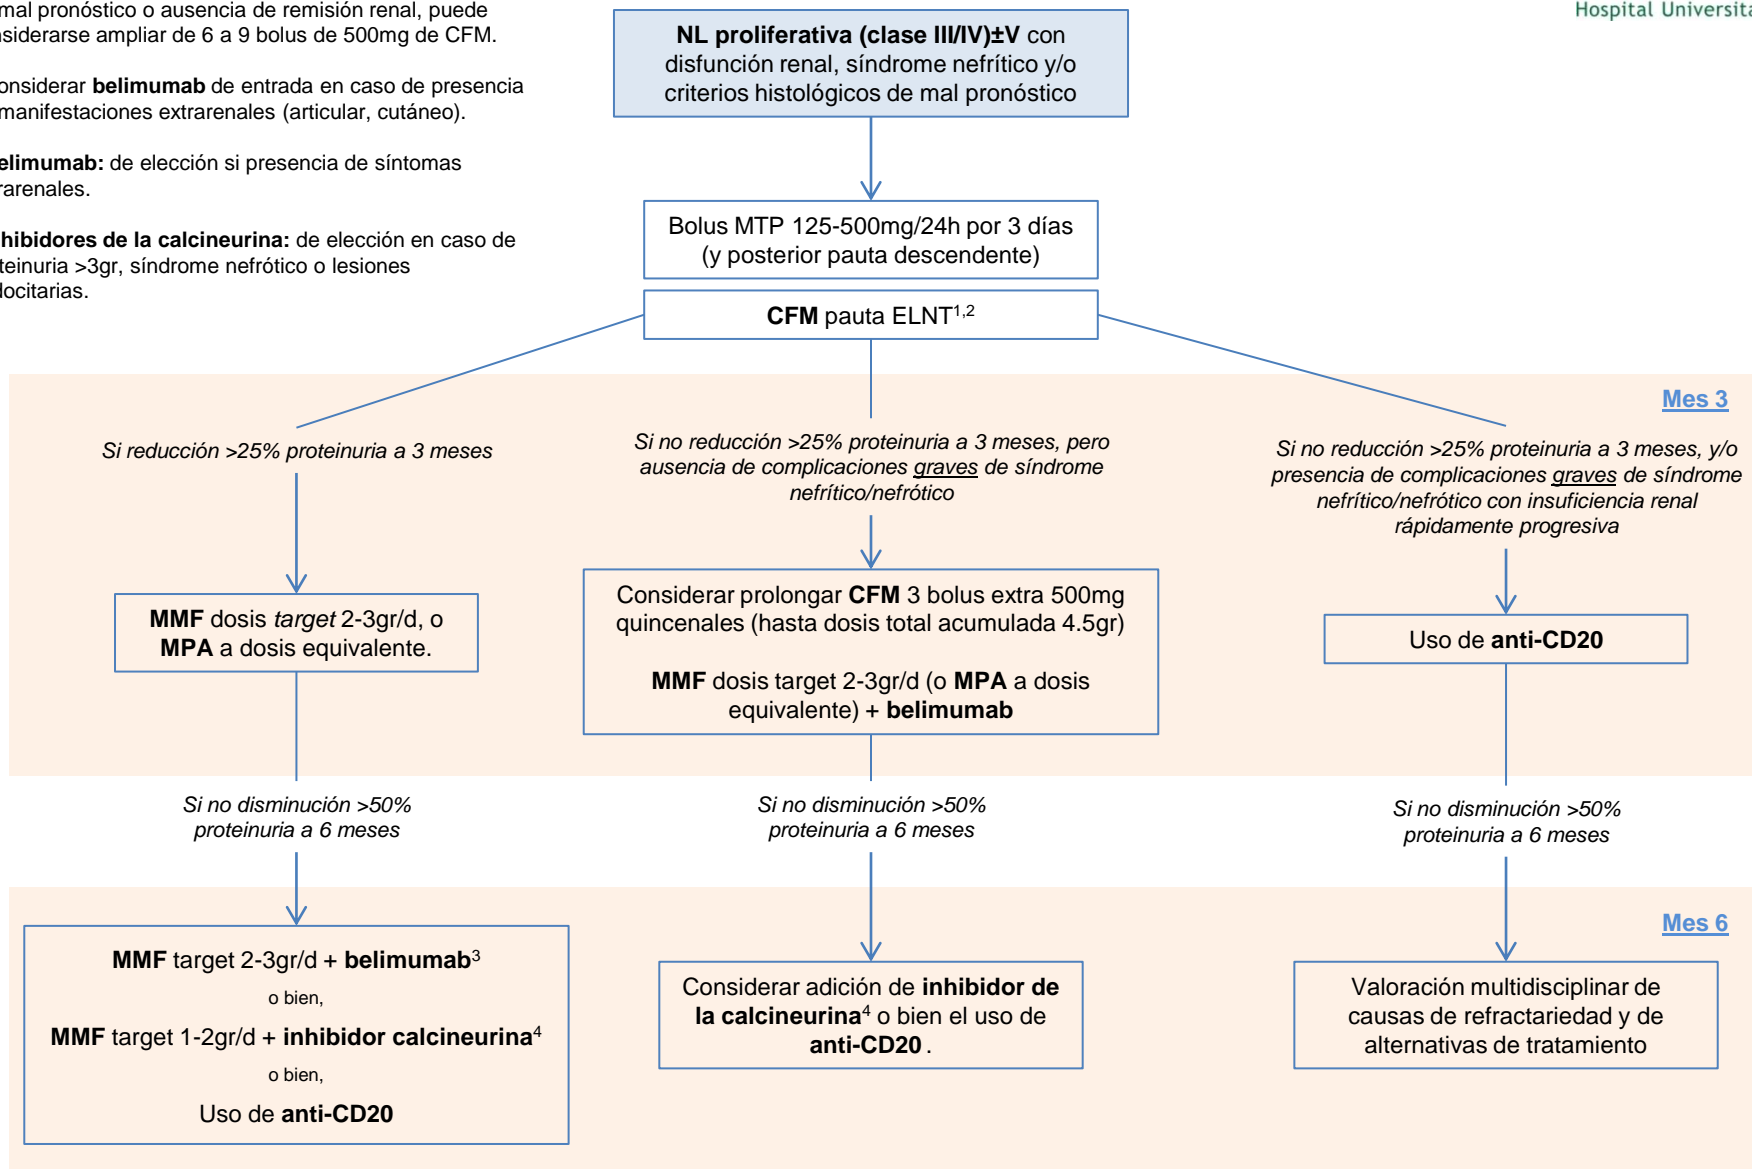 mal pronóstico o ausencia de remisión renal, puede
considerarse ampliar de 6 a 9 bolus de 500mg de CFM.
Considerar belimumab de entrada en caso de presencia
manifestaciones extrarenales (articular, cutáneo).
Belimumab: de elección si presencia de síntomas
extrarenales.
Inhibidores de la calcineurina: de elección en caso de
proteinuria >3gr, síndrome nefrótico o lesiones
podocitarias.
Hospital Universita
NL proliferativa (clase III/IV)±V con
disfunción renal, síndrome nefrítico y/o
criterios histológicos de mal pronóstico
Bolus MTP 125-500mg/24h por 3 días
(y posterior pauta descendente)
CFM pauta ELNT1,2
Mes 3
Si reducción >25% proteinuria a 3 meses
Si no reducción >25% proteinuria a 3 meses, pero
ausencia de complicaciones graves de síndrome
nefrítico/nefrótico
Si no reducción >25% proteinuria a 3 meses, y/o
presencia de complicaciones graves de síndrome
nefrítico/nefrótico con insuficiencia renal
rápidamente progresiva
MMF dosis target 2-3gr/d, o
MPA a dosis equivalente.
Considerar prolongar CFM 3 bolus extra 500mg
quincenales (hasta dosis total acumulada 4.5gr)
MMF dosis target 2-3gr/d (o MPA a dosis
equivalente) + belimumab
Uso de anti-CD20
Si no disminución >50%
proteinuria a 6 meses
Si no disminución >50%
proteinuria a 6 meses
Si no disminución >50%
proteinuria a 6 meses
Mes 6
MMF target 2-3gr/d + belimumab3
o bien,
MMF target 1-2gr/d + inhibidor calcineurina4
o bien,
Uso de anti-CD20
Considerar adición de inhibidor de
la calcineurina4 o bien el uso de
anti-CD20 .
Valoración multidisciplinar de
causas de refractariedad y de
alternativas de tratamiento